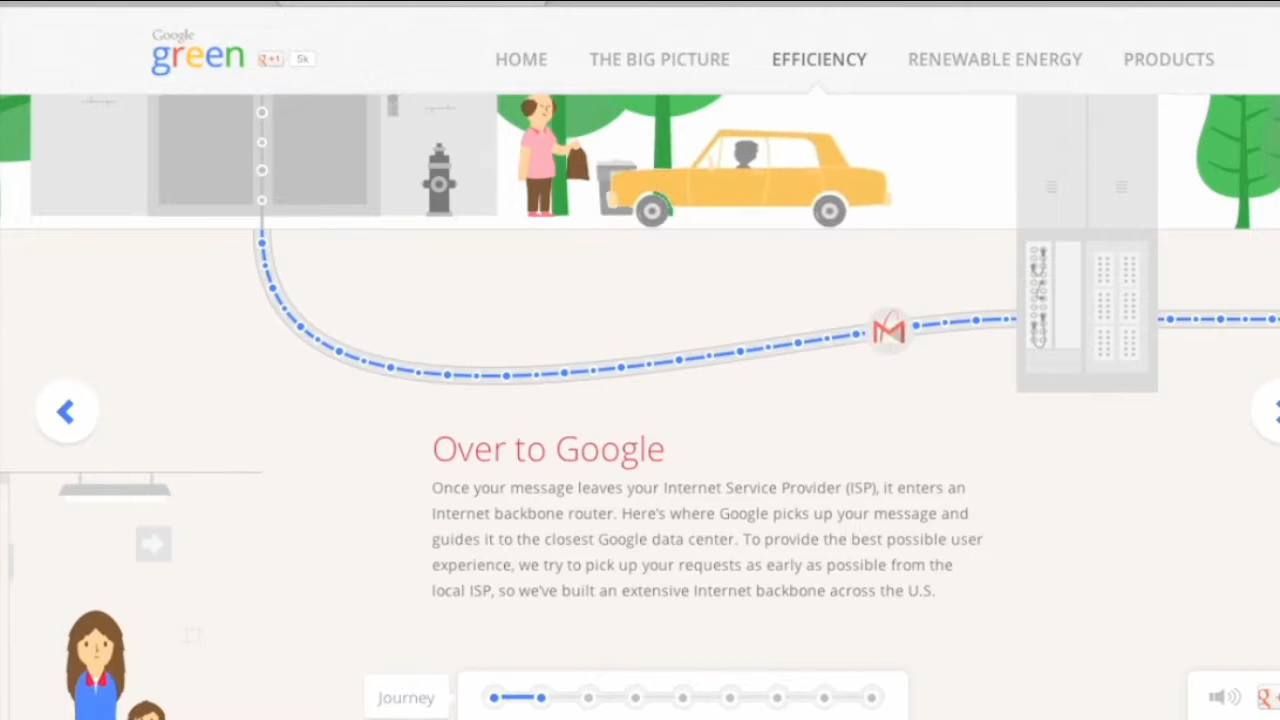 Google
green
g +1 5k
HOME THE BIG PICTURE EFFICIENCY RENEWABLE ENERGY PRODUCTS
Over to Google
Once your message leaves your Internet Service Provider (ISP), it enters an
Internet backbone router. Here's where Google picks up your message and
guides it to the closest Google data center. To provide the best possible user
experience, we try to pick up your requests as early as possible from the
local ISP, so we've built an extensive Internet backbone across the U.S.
Journey